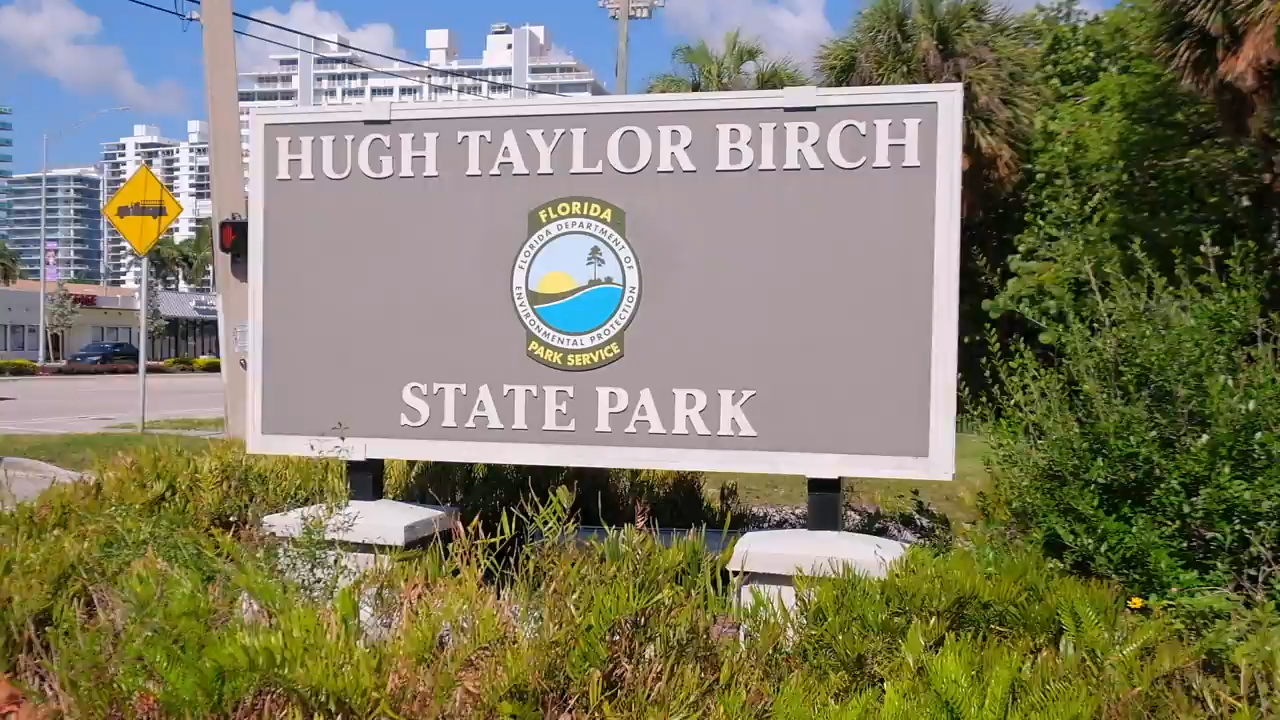 HUGH TAYLOR BIRCH
FLORIDA
FLORIDA DEPARTMENT OF
ENVIRONMENTAL PROTECTION
PARK SERVICE
STATE PARK